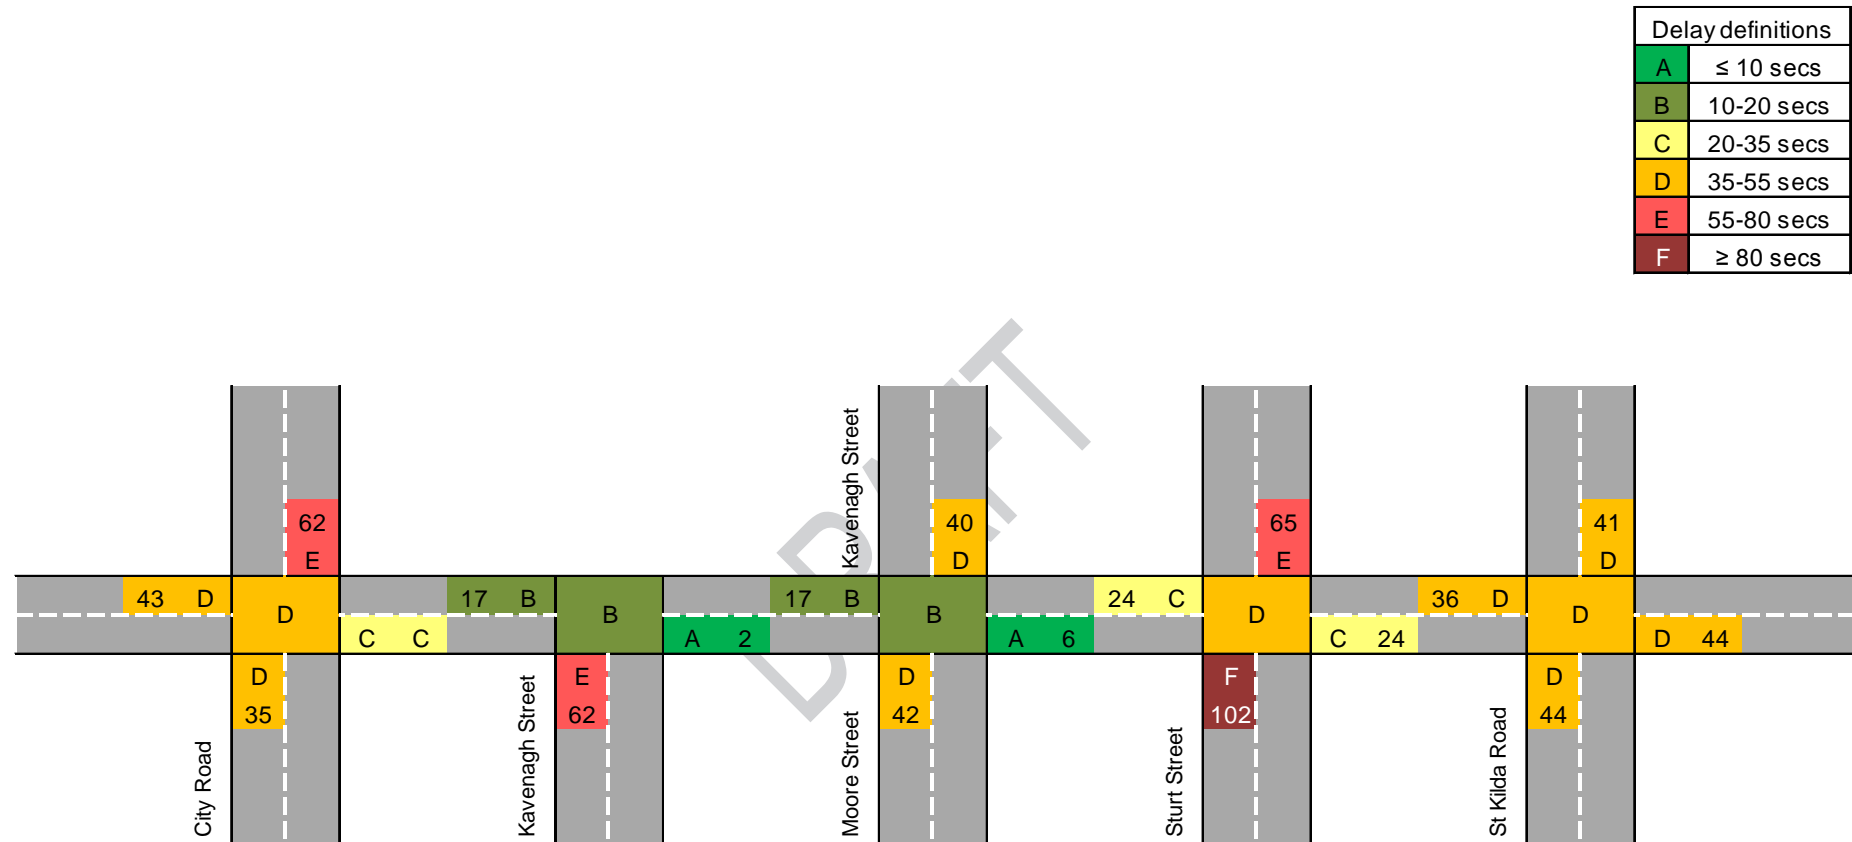 Delay definitions
A ≤ 10 secs
B 10-20 secs
C 20-35 secs
D 35-55 secs
E 55-80 secs
F ≥ 80 secs
DRAFT
Kavenagh Street
62 40 65 41
E D E D
43 D 17 B 17 B 24 C 36 D
D B B D D
C C A 2 A 6 C 24 D 44
D E D F D
35 62 42 102 44
City Road
Kavenagh Street
Moore Street
Sturt Street
St Kilda Road